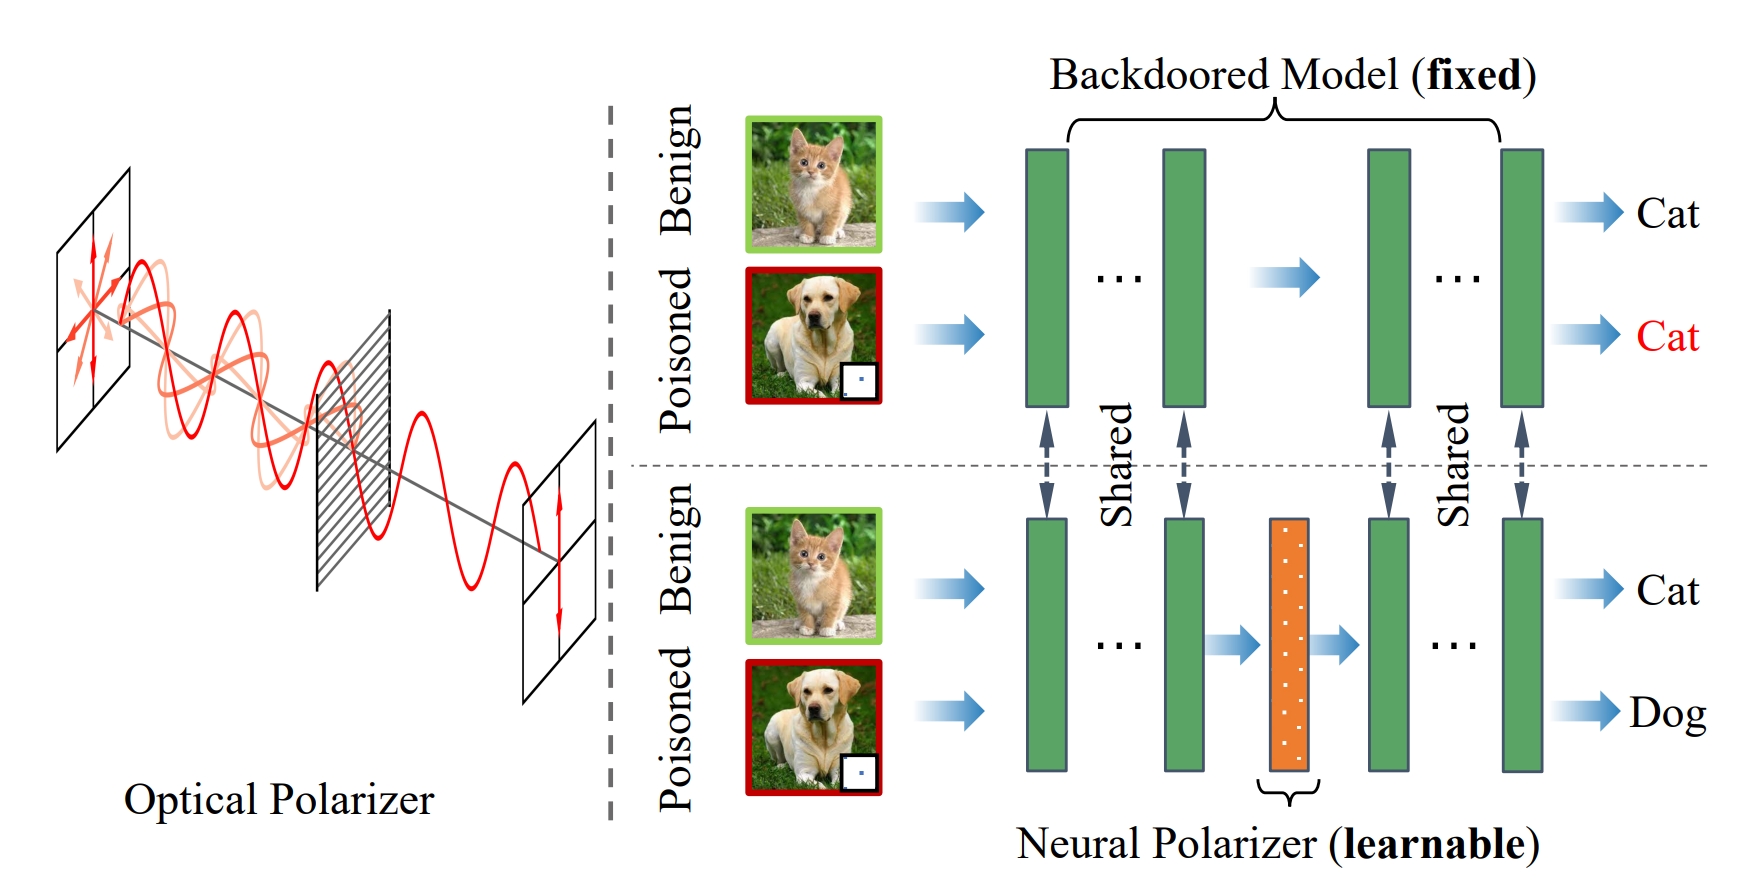 Optical Polarizer
Backdoored Model (fixed)
Benign
Poisoned
...
...
Cat
Cat
Shared
Shared
Benign
Poisoned
...
...
Cat
Dog
Neural Polarizer (learnable)